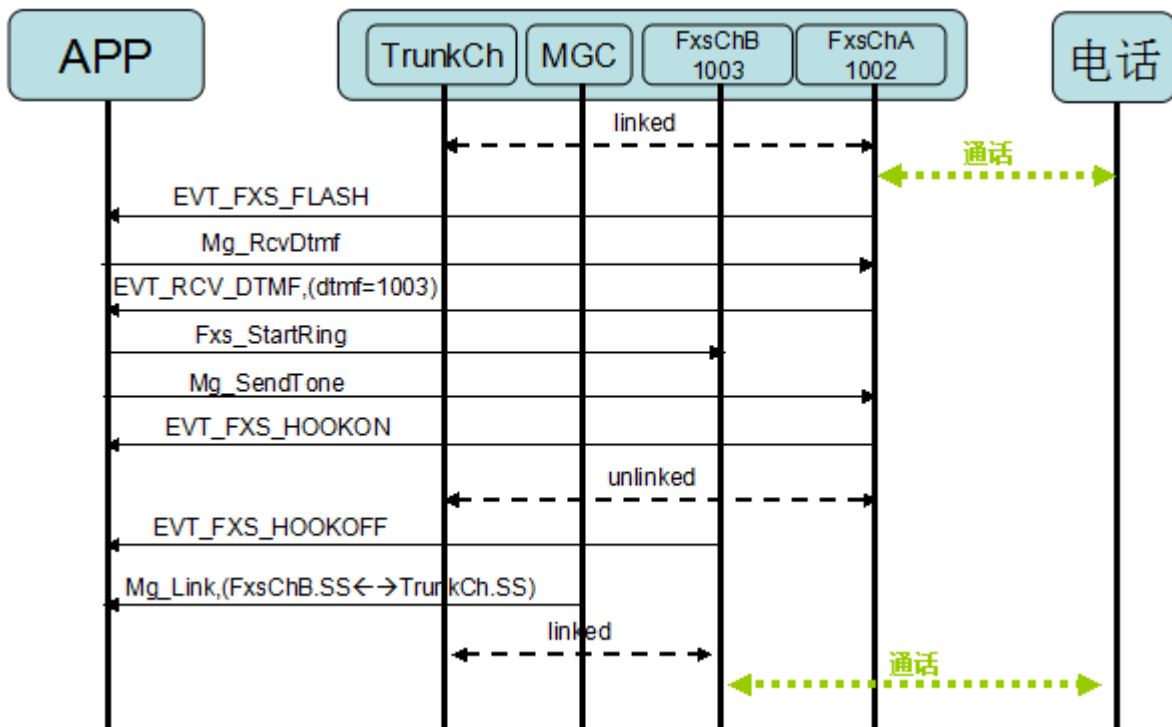 APP
TrunkCh
MGC
FxsChB
1003
FxsChA
1002
电话
linked
通话
EVT_FXS_FLASH
Mg_RcvDtmf
EVT_RCV_DTMF,(dtmf=1003)
Fxs_StartRing
Mg_SendTone
EVT_FXS_HOOKON
unlinked
EVT_FXS_HOOKOFF
Mg_Link,(FxsChB.SS←→TrunkCh.SS)
linked
通话